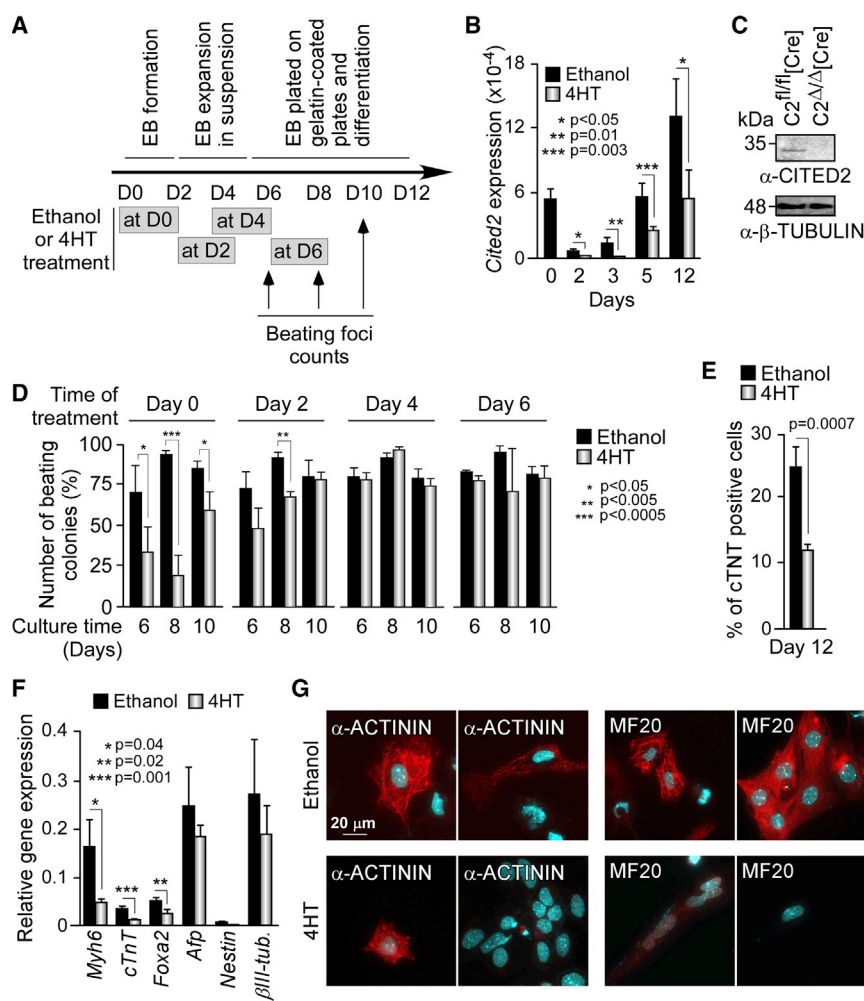 A
EB formation
EB expansion
in suspension
EB plated on
gelatin-coated
plates and
differentiation
D0 D2 D4 D6 D8 D10 D12
Ethanol
or 4HT
treatment
at D0
at D4
at D2
at D6
Beating foci
counts
B
Cited2 expression (x10-4)
Ethanol
4HT
* p<0.05
** p=0.01
*** p=0.003
18
12
6
0
*
**
***
*
0 2 3 5 12
Days
C
C2fl/fl[Cre]
C2Δ/Δ[Cre]
kDa
35
α-CITED2
48
α-β-TUBULIN
D
Time of
treatment
Day 0 Day 2 Day 4 Day 6
Number of beating
colonies (%)
100
75
50
25
* *** *
**
Ethanol
4HT
* p<0.05
** p<0.005
*** p<0.0005
Culture time
(Days)
6 8 10 6 8 10 6 8 10 6 8 10
E
Ethanol
4HT
p=0.0007
% of cTNT positive cells
30
20
10
0
Day 12
F
Ethanol 4HT
Relative gene expression
0.4
0.3
0.2
0.1
0
* p=0.04
** p=0.02
*** p=0.001
*
***
**
Myh6
cTnT
Foxa2
Afp
Nestin
βIII-tub.
G
Ethanol
α-ACTININ α-ACTININ MF20 MF20
20 μm
4HT
α-ACTININ α-ACTININ MF20 MF20